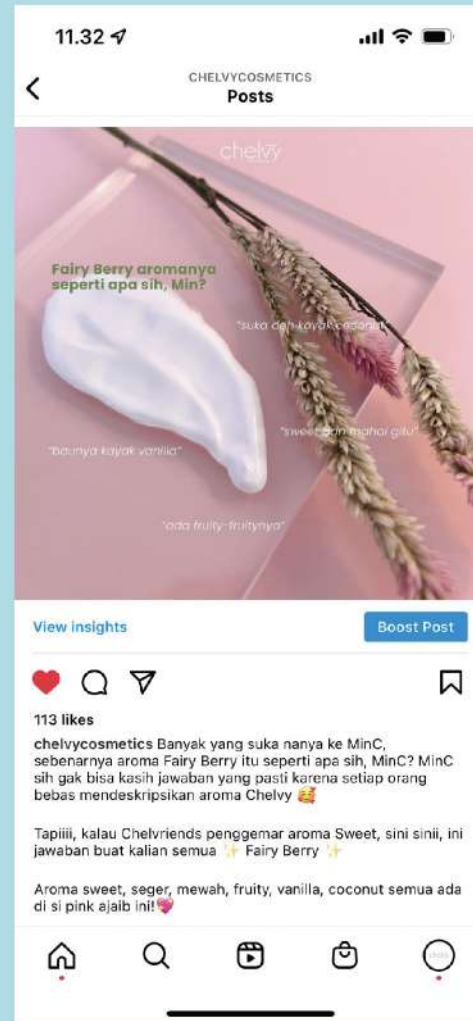 11.32
CHELVYCOSMETICS
Posts
chelvy
Fairy Berry aromanya
seperti apa sih, Min?
"suka deh kayak coconut"
"sweet dan mahal gitu"
"baunya kayak vanilla"
"ada fruity-fruitynya"
View insights
Boost Post
113 likes
chelvycosmetics Banyak yang suka nanya ke MinC,
sebenarnya aroma Fairy Berry itu seperti apa sih, MinC? MinC
sih gak bisa kasih jawaban yang pasti karena setiap orang
bebas mendeskripsikan aroma Chelvy 🥰
Tapiiii, kalau Chelvriends penggemar aroma Sweet, sini sinii, ini
jawaban buat kalian semua ✨ Fairy Berry ✨
Aroma sweet, seger, mewah, fruity, vanilla, coconut semua ada
di si pink ajaib ini!💖